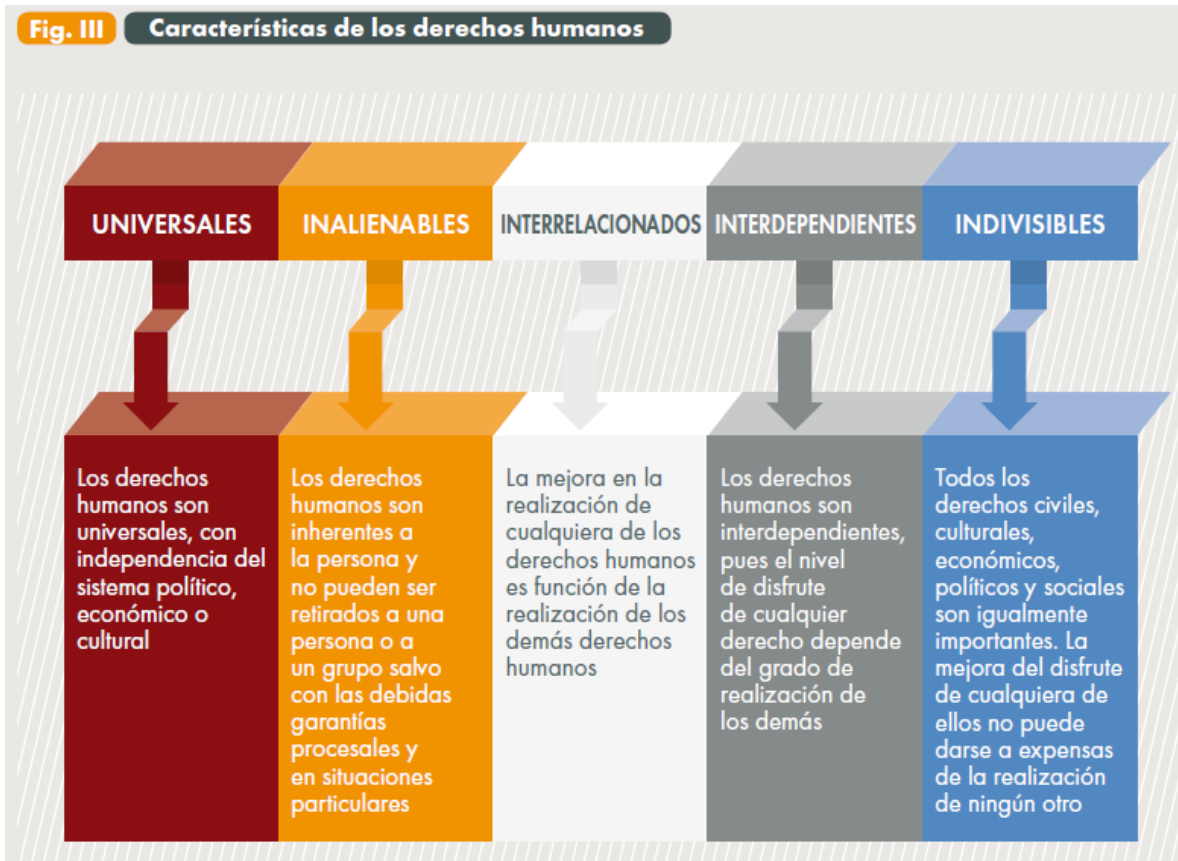 Fig. III
Características de los derechos humanos
UNIVERSALES
INALIENABLES
INTERRELACIONADOS
INTERDEPENDIENTES
INDIVISIBLES
Los derechos
humanos son
universales, con
independencia del
sistema político,
económico o
cultural
Los derechos
humanos son
inherentes a
la persona y
no pueden ser
retirados a una
persona o a
un grupo salvo
con las debidas
garantías
procesales y
en situaciones
particulares
La mejora en la
realización de
cualquiera de los
derechos humanos
es función de la
realización de los
demás derechos
humanos
Los derechos
humanos son
interdependientes,
pues el nivel
de disfrute
de cualquier
derecho depende
del grado de
realización de
los demás
Todos los
derechos civiles,
culturales,
económicos,
políticos y sociales
son igualmente
importantes. La
mejora del disfrute
de cualquiera de
ellos no puede
darse a expensas
de la realización
de ningún otro